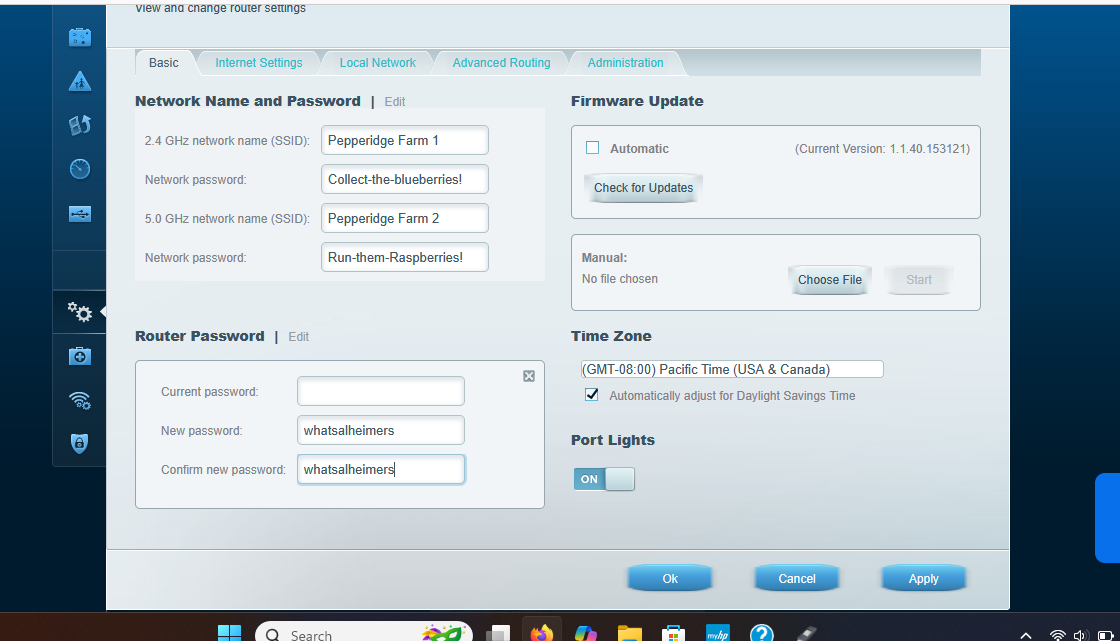 View and change router settings
Basic
Internet Settings
Local Network
Advanced Routing
Administration
Network Name and Password | Edit
2.4 GHz network name (SSID): Pepperidge Farm 1
Network password: Collect-the-blueberries!
5.0 GHz network name (SSID): Pepperidge Farm 2
Network password: Run-them-Raspberries!
Router Password | Edit
Current password:
New password: whatsalheimers
Confirm new password: whatsalheimers
Firmware Update
Automatic (Current Version: 1.1.40.153121)
Check for Updates
Manual:
No file chosen
Choose File
Start
Time Zone
(GMT-08:00) Pacific Time (USA & Canada)
Automatically adjust for Daylight Savings Time
Port Lights
ON
Ok
Cancel
Apply
Search
myhp
?